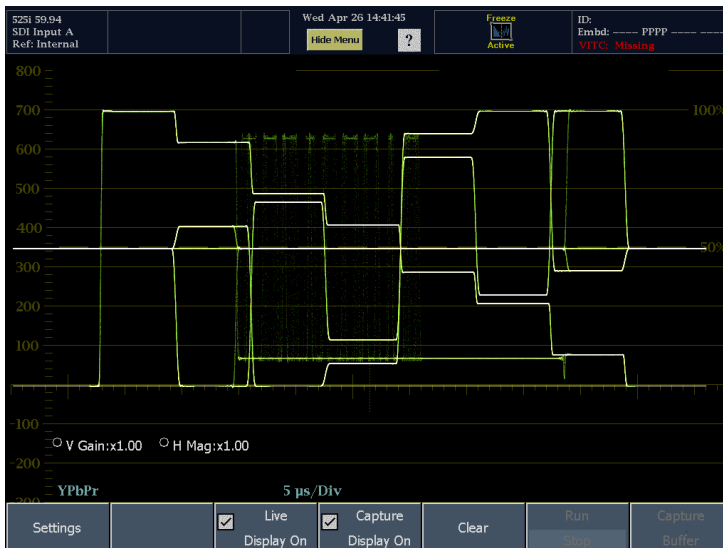 525i 59.94
SDI Input A
Ref: Internal
Wed Apr 26 14:41:45
Hide Menu
?
Freeze
Active
ID:
Embd: ---- PPPP ---- ----
VITC: Missing
800
700
100%
600
500
400
50%
300
200
100
-100
V Gain:x1.00
H Mag:x1.00
-200
YPbPr
5 µs/Div
-300
Settings
Live
Display On
Capture
Display On
Clear
Run
Stop
Capture
Buffer